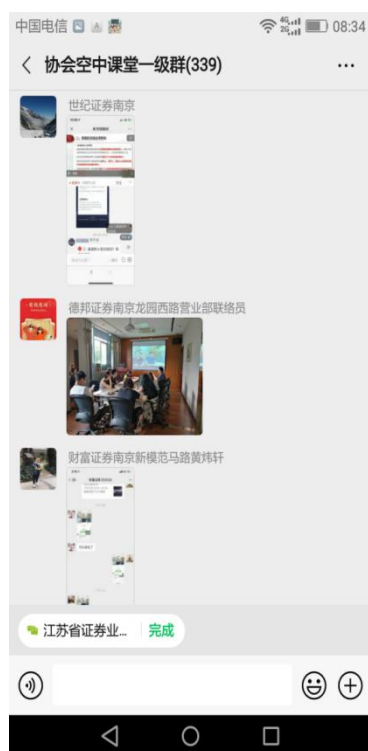 中国电信
4G
2G
08:34
协会空中课堂一级群(339)
世纪证券南京
德邦证券南京龙园西路营业部联络员
财富证券南京新模范马路黄炜轩
江苏省证券业... 完成